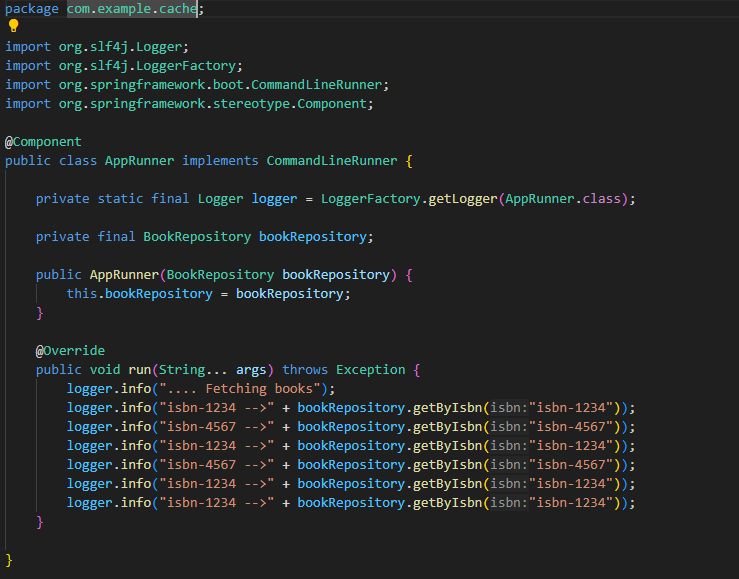 package com.example.cache;
import org.slf4j.Logger;
import org.slf4j.LoggerFactory;
import org.springframework.boot.CommandLineRunner;
import org.springframework.stereotype.Component;
@Component
public class AppRunner implements CommandLineRunner {
private static final Logger logger = LoggerFactory.getLogger(AppRunner.class);
private final BookRepository bookRepository;
public AppRunner(BookRepository bookRepository) {
this.bookRepository = bookRepository;
}
@Override
public void run(String... args) throws Exception {
logger.info(".... Fetching books");
logger.info("isbn-1234 -->" + bookRepository.getByIsbn(isbn:"isbn-1234"));
logger.info("isbn-4567 -->" + bookRepository.getByIsbn(isbn:"isbn-4567"));
logger.info("isbn-1234 -->" + bookRepository.getByIsbn(isbn:"isbn-1234"));
logger.info("isbn-4567 -->" + bookRepository.getByIsbn(isbn:"isbn-4567"));
logger.info("isbn-1234 -->" + bookRepository.getByIsbn(isbn:"isbn-1234"));
logger.info("isbn-1234 -->" + bookRepository.getByIsbn(isbn:"isbn-1234"));
}
}